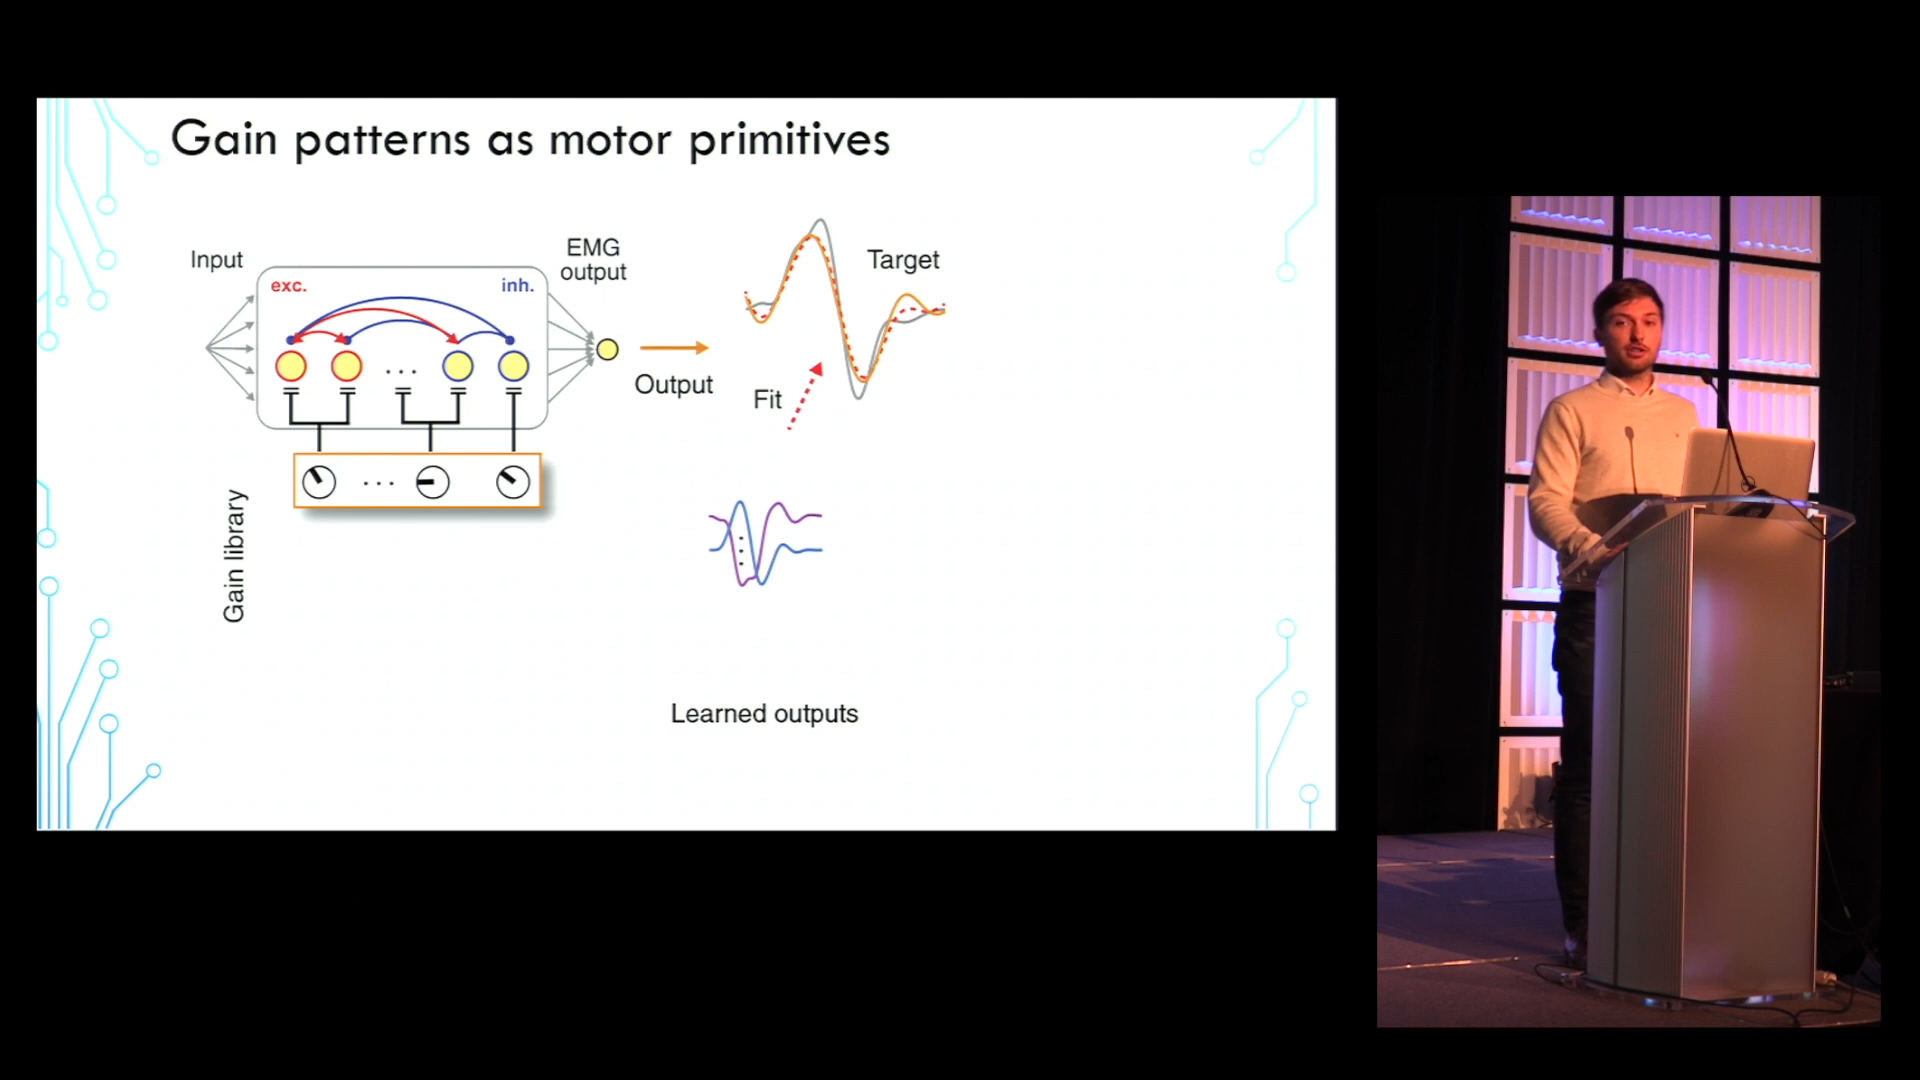 Gain patterns as motor primitives
Input
exc.
inh.
EMG
output
Output
Target
Fit
Gain library
Learned outputs